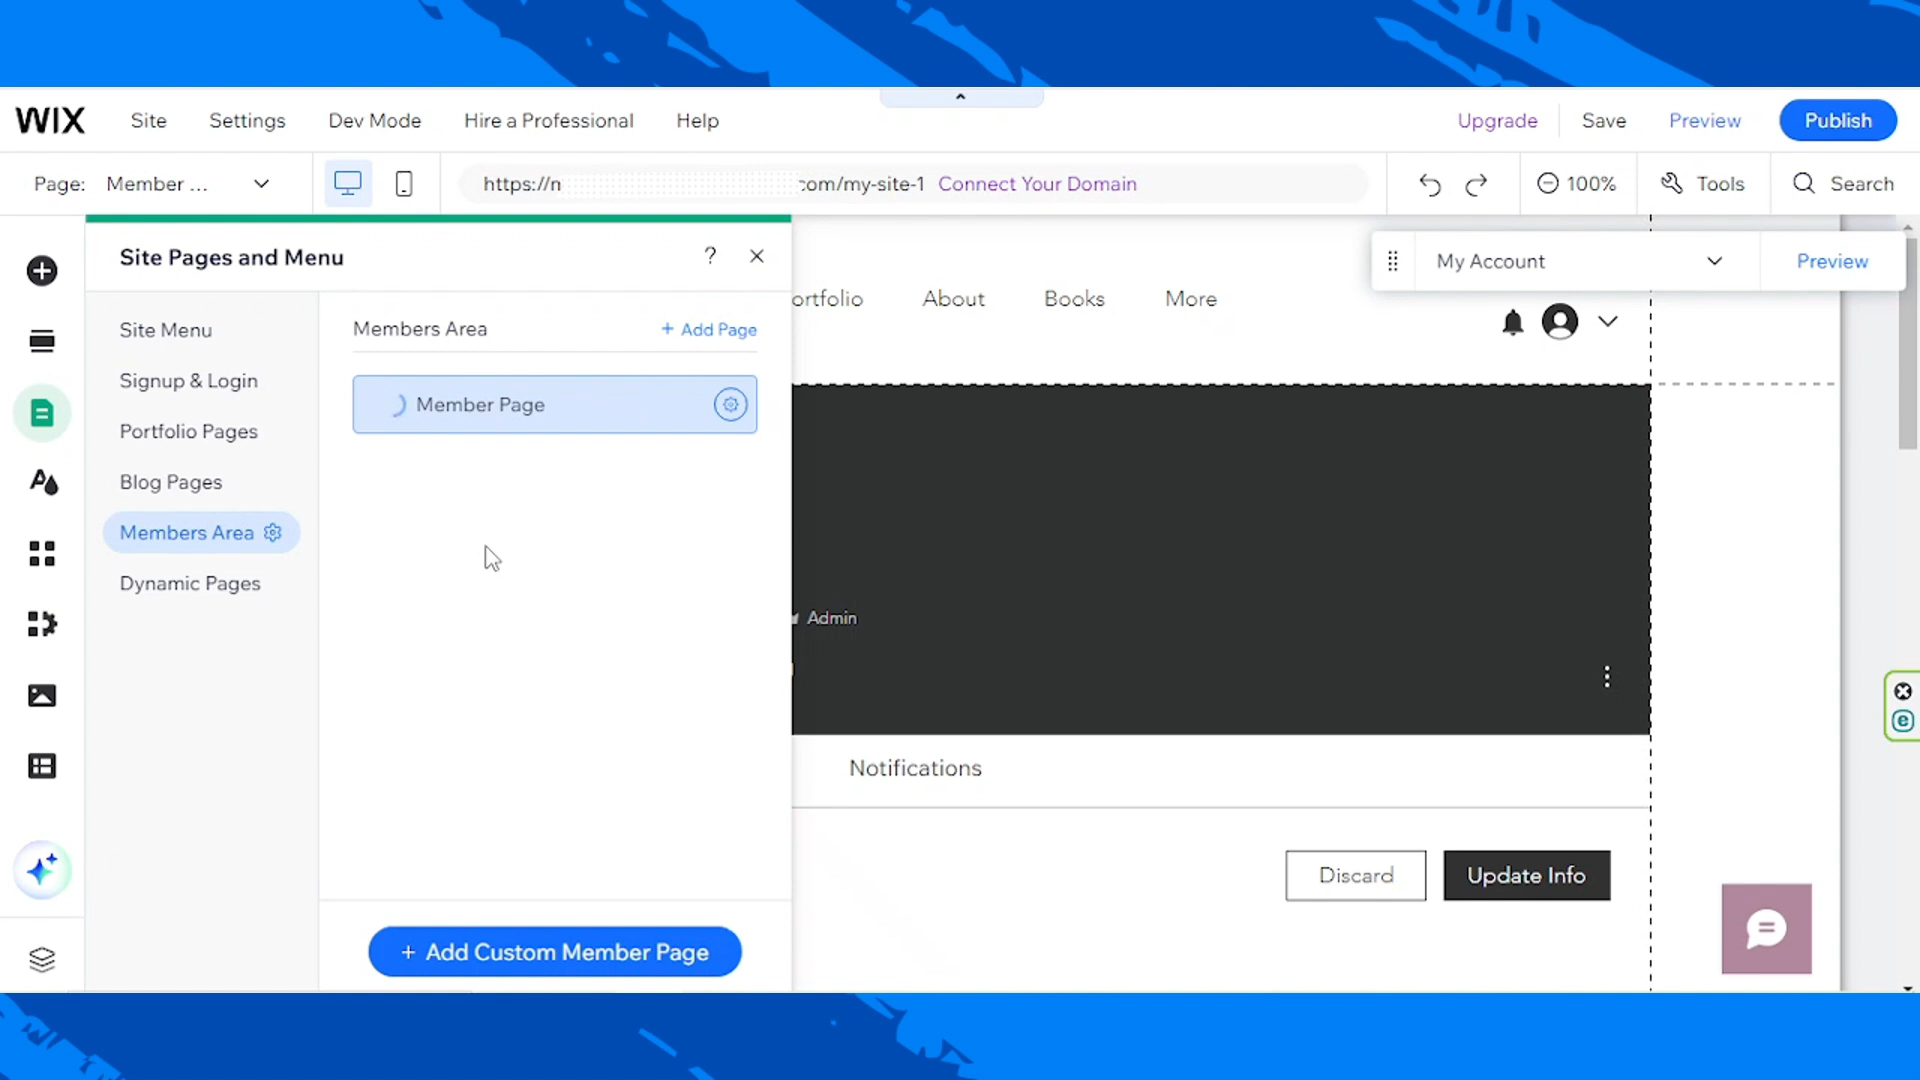 WIX Site Settings Dev Mode Hire a Professional Help Upgrade Save Preview Publish
Page: Member ... https://n com/my-site-1 Connect Your Domain 100% Tools Search
Site Pages and Menu ?
My Account Preview
ortfolio About Books More
Site Menu
Signup & Login
Portfolio Pages
Blog Pages
Members Area
Dynamic Pages
Members Area + Add Page
Member Page
+ Add Custom Member Page
Admin
Notifications
Discard Update Info